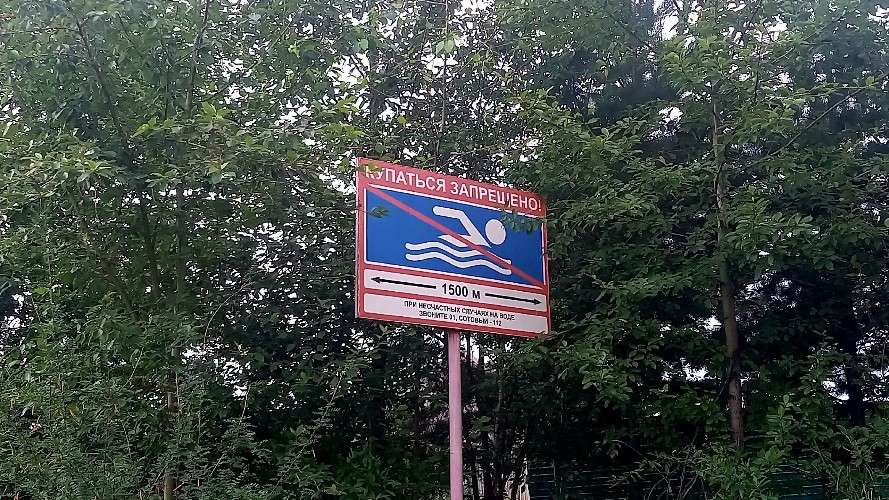 КУПАТЬСЯ ЗАПРЕЩЕНО!
1500 м
ПРИ НЕСЧАСТНЫХ СЛУЧАЯХ НА ВОДЕ
ЗВОНИТЕ 01, СОТОВЫЙ - 112